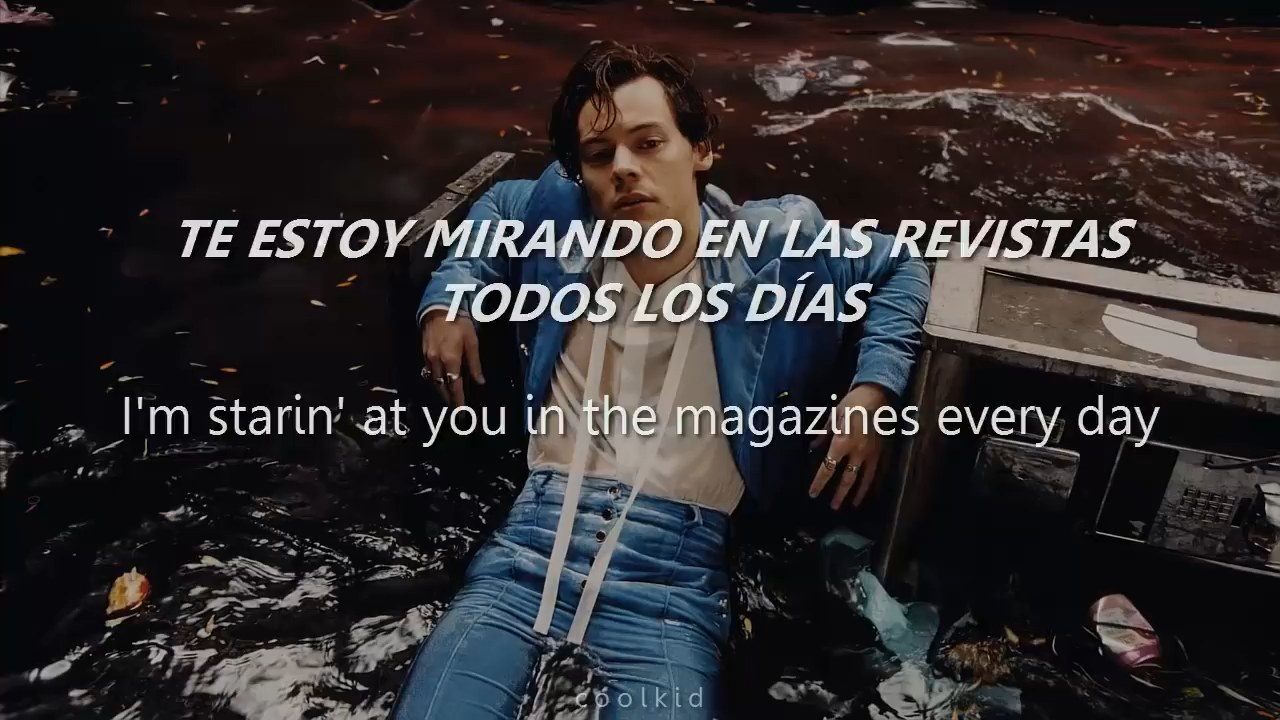 TE ESTOY MIRANDO EN LAS REVISTAS
TODOS LOS DÍAS
I'm starin' at you in the magazines every day
coolkid